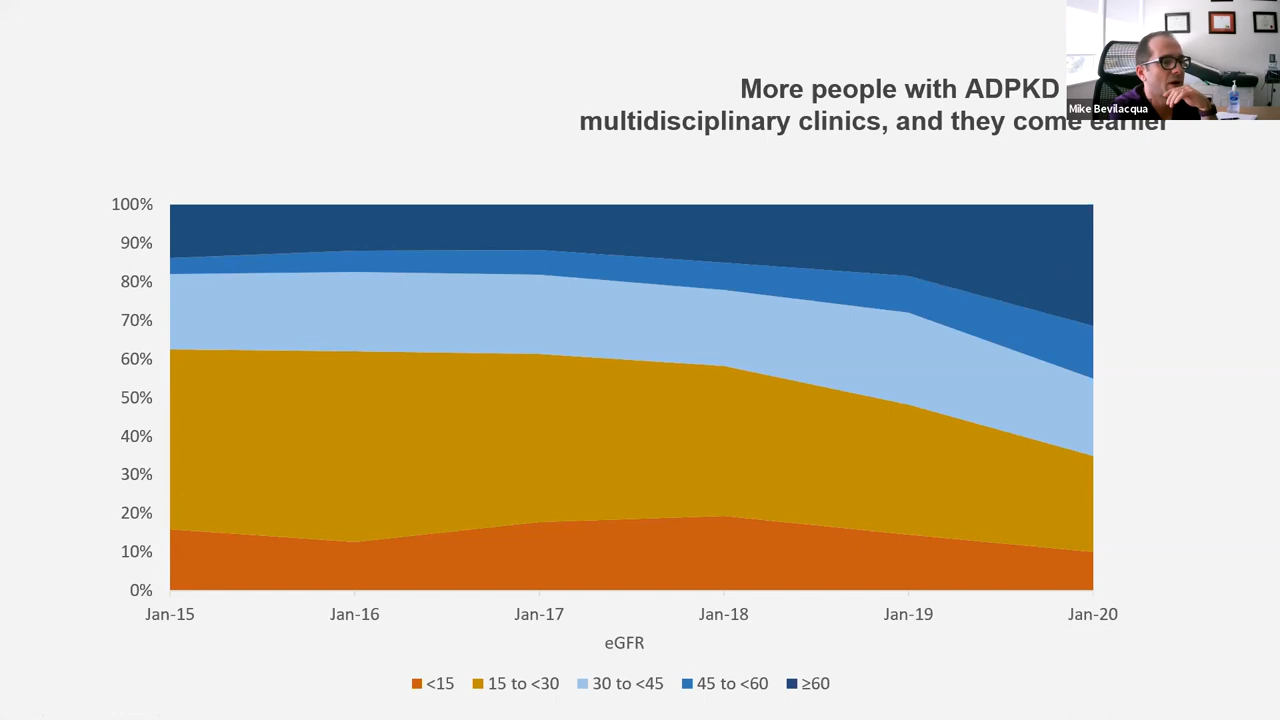 More people with ADPKD
multidisciplinary clinics, and they come earlier
Mike Bevilacqua
100%
90%
80%
70%
60%
50%
40%
30%
20%
10%
0%
Jan-15 Jan-16 Jan-17 Jan-18 Jan-19 Jan-20
eGFR
<15 15 to <30 30 to <45 45 to <60 ≥60